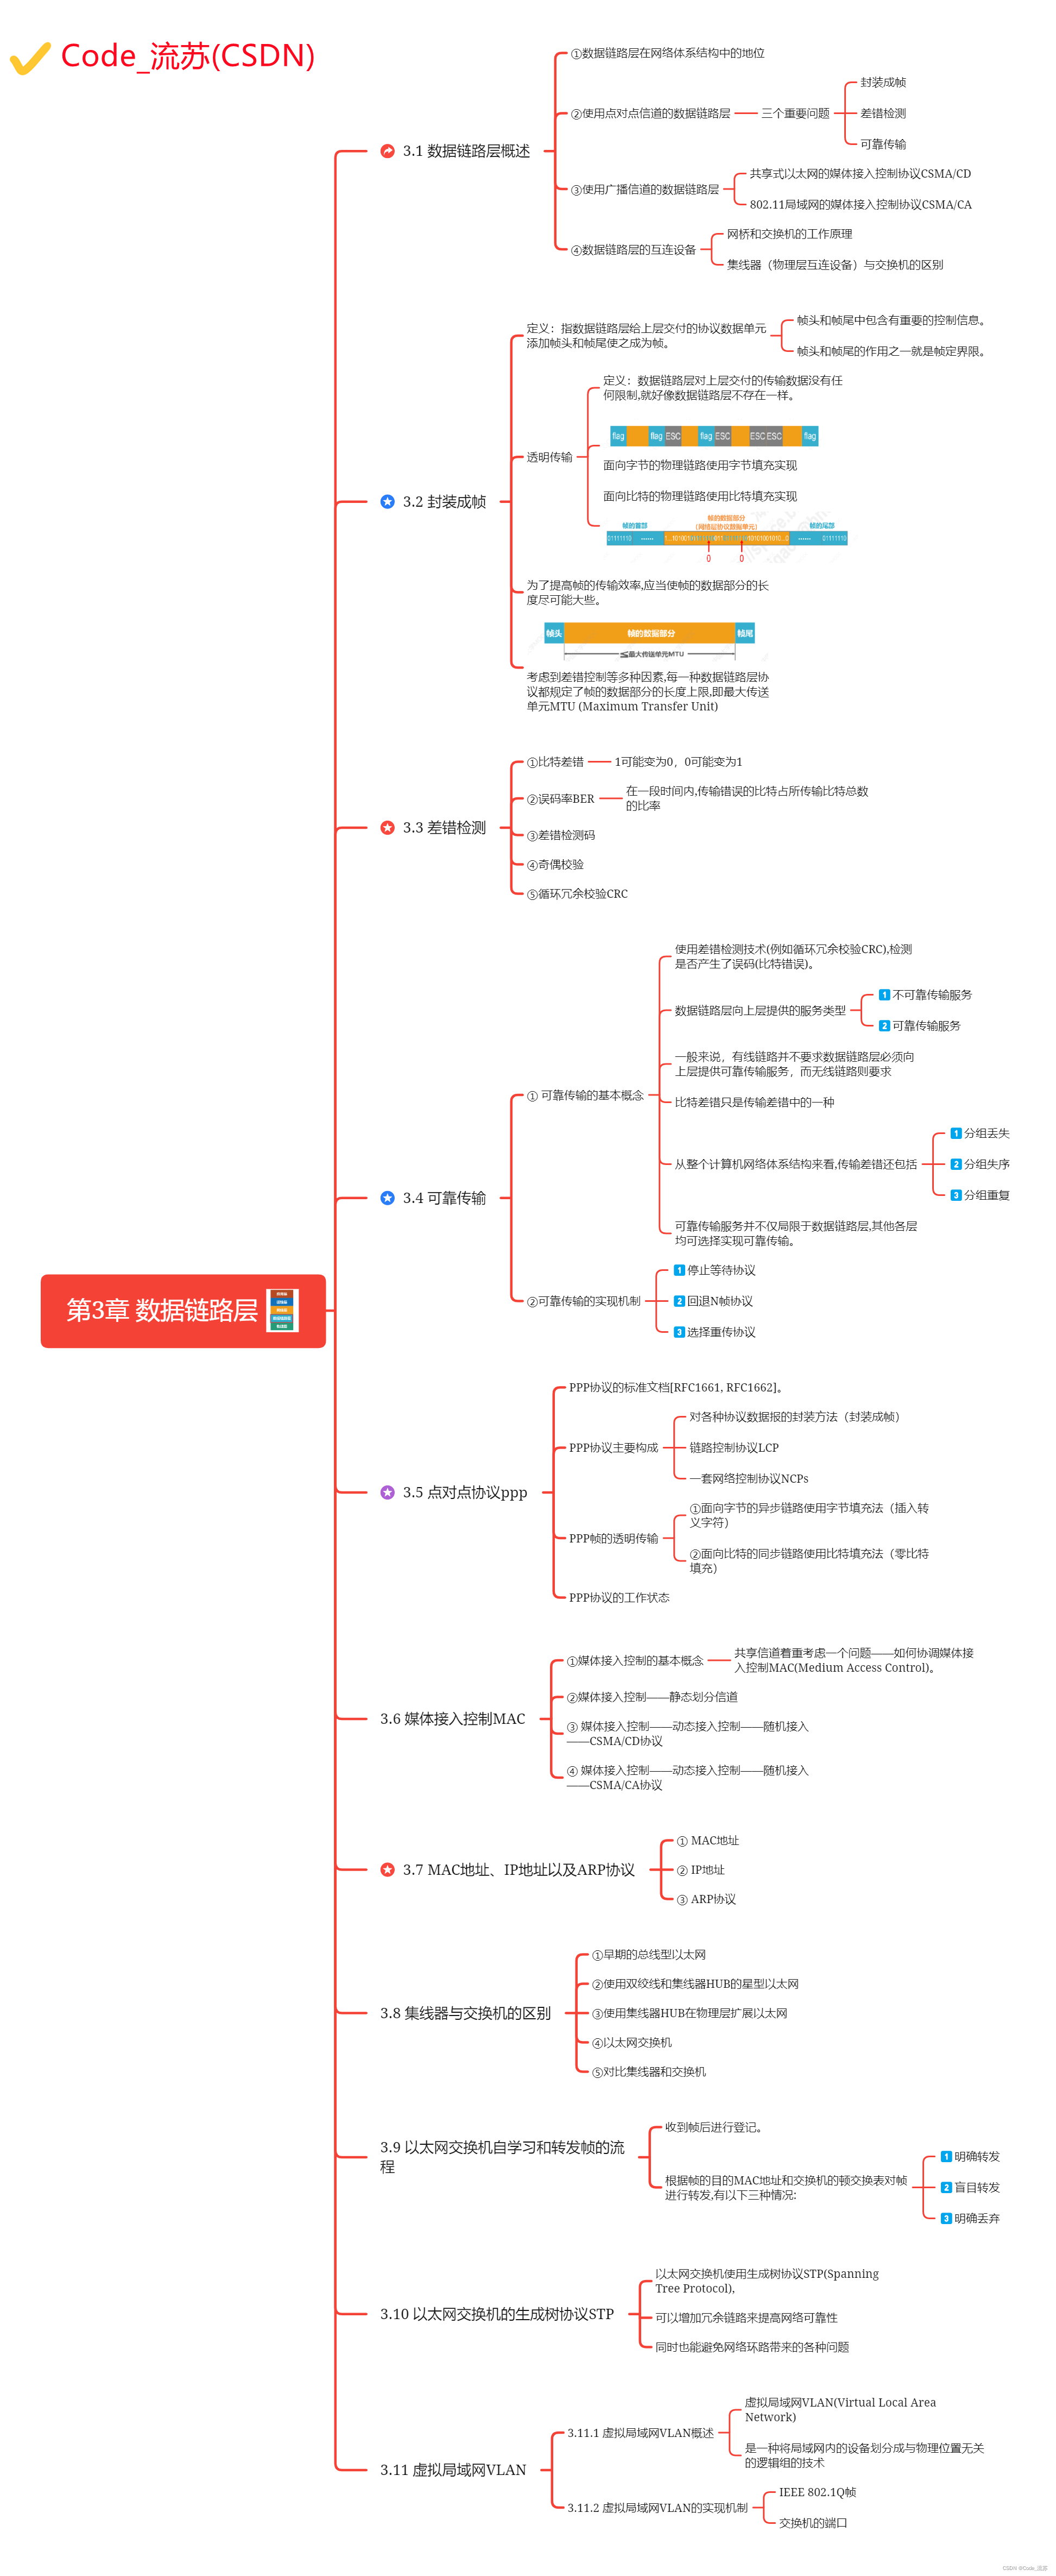 Code_流苏(CSDN)
第3章 数据链路层
3.1 数据链路层概述
①数据链路层在网络体系结构中的地位
②使用点对点信道的数据链路层
三个重要问题
封装成帧
差错检测
可靠传输
③使用广播信道的数据链路层
共享式以太网的媒体接入控制协议CSMA/CD
802.11局域网的媒体接入控制协议CSMA/CA
④数据链路层的互连设备
网桥和交换机的工作原理
集线器（物理层互连设备）与交换机的区别
3.2 封装成帧
定义：指数据链路层给上层交付的协议数据单元
添加帧头和帧尾使之成为帧。
帧头和帧尾中包含有重要的控制信息。
帧头和帧尾的作用之一就是帧定界限。
透明传输
定义：数据链路层对上层交付的传输数据没有任
何限制,就好像数据链路层不存在一样。
flag flag ESC flag ESC ESC ESC flag
面向字节的物理链路使用字节填充实现
面向比特的物理链路使用比特填充实现
帧的首部
帧的数据部分
(网络层协议数据单元)
帧的尾部
01111110 ……
…… 01111110
0 0
为了提高帧的传输效率,应当使帧的数据部分的长
度尽可能大些。
帧头 帧的数据部分 帧尾
≦最大传送单元MTU
考虑到差错控制等多种因素,每一种数据链路层协
议都规定了帧的数据部分的长度上限,即最大传送
单元MTU (Maximum Transfer Unit)
3.3 差错检测
①比特差错
1可能变为0，0可能变为1
②误码率BER
在一段时间内,传输错误的比特占所传输比特总数
的比率
③差错检测码
④奇偶校验
⑤循环冗余校验CRC
3.4 可靠传输
① 可靠传输的基本概念
使用差错检测技术(例如循环冗余校验CRC),检测
是否产生了误码(比特错误)。
数据链路层向上层提供的服务类型
1 不可靠传输服务
2 可靠传输服务
一般来说，有线链路并不要求数据链路层必须向
上层提供可靠传输服务，而无线链路则要求
比特差错只是传输差错中的一种
从整个计算机网络体系结构来看,传输差错还包括
1 分组丢失
2 分组失序
3 分组重复
可靠传输服务并不仅局限于数据链路层,其他各层
均可选择实现可靠传输。
②可靠传输的实现机制
1 停止等待协议
2 回退N帧协议
3 选择重传协议
3.5 点对点协议ppp
PPP协议的标准文档[RFC1661, RFC1662]。
PPP协议主要构成
对各种协议数据报的封装方法（封装成帧）
链路控制协议LCP
一套网络控制协议NCPs
PPP帧的透明传输
①面向字节的异步链路使用字节填充法（插入转
义字符）
②面向比特的同步链路使用比特填充法（零比特
填充）
PPP协议的工作状态
3.6 媒体接入控制MAC
①媒体接入控制的基本概念
共享信道着重考虑一个问题——如何协调媒体接
入控制MAC(Medium Access Control)。
②媒体接入控制——静态划分信道
③ 媒体接入控制——动态接入控制——随机接入
——CSMA/CD协议
④ 媒体接入控制——动态接入控制——随机接入
——CSMA/CA协议
3.7 MAC地址、IP地址以及ARP协议
① MAC地址
② IP地址
③ ARP协议
3.8 集线器与交换机的区别
①早期的总线型以太网
②使用双绞线和集线器HUB的星型以太网
③使用集线器HUB在物理层扩展以太网
④以太网交换机
⑤对比集线器和交换机
3.9 以太网交换机自学习和转发帧的流
程
收到帧后进行登记。
根据帧的目的MAC地址和交换机的顿交换表对帧
进行转发,有以下三种情况:
1 明确转发
2 盲目转发
3 明确丢弃
3.10 以太网交换机的生成树协议STP
以太网交换机使用生成树协议STP(Spanning
Tree Protocol),
可以增加冗余链路来提高网络可靠性
同时也能避免网络环路带来的各种问题
3.11 虚拟局域网VLAN
3.11.1 虚拟局域网VLAN概述
虚拟局域网VLAN(Virtual Local Area
Network)
是一种将局域网内的设备划分成与物理位置无关
的逻辑组的技术
3.11.2 虚拟局域网VLAN的实现机制
IEEE 802.1Q帧
交换机的端口
CSDN @Code_流苏